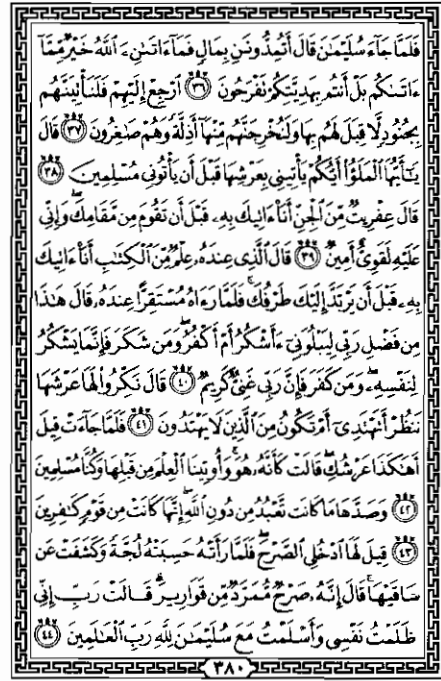 فَلَمَّا جَآءَ سُلَيْمَٰنَ قَالَ أَتُمِدُّونَنِ بِمَالٍ فَمَآ ءَاتَىٰنِۦَ ٱللَّهُ خَيْرٌ مِّمَّآ
ءَاتَىٰكُم بَلْ أَنتُم بِهَدِيَّتِكُمْ تَفْرَحُونَ ٣٦ ٱرْجِعْ إِلَيْهِمْ فَلَنَأْتِيَنَّهُم
بِجُنُودٍ لَّا قِبَلَ لَهُم بِهَا وَلَنُخْرِجَنَّهُم مِّنْهَآ أَذِلَّةً وَهُمْ صَٰغِرُونَ ٣٧ قَالَ
يَٰٓأَيُّهَا ٱلْمَلَؤُا۟ أَيُّكُمْ يَأْتِينِى بِعَرْشِهَا قَبْلَ أَن يَأْتُونِى مُسْلِمِينَ ٣٨
قَالَ عِفْرِيتٌ مِّنَ ٱلْجِنِّ أَنَا۠ ءَاتِيكَ بِهِۦ قَبْلَ أَن تَقُومَ مِن مَّقَامِكَ وَإِنِّى
عَلَيْهِ لَقَوِىٌّ أَمِينٌ ٣٩ قَالَ ٱلَّذِى عِندَهُۥ عِلْمٌ مِّنَ ٱلْكِتَٰبِ أَنَا۠ ءَاتِيكَ
بِهِۦ قَبْلَ أَن يَرْتَدَّ إِلَيْكَ طَرْفُكَ فَلَمَّا رَءَاهُ مُسْتَقِرًّا عِندَهُۥ قَالَ هَٰذَا
مِن فَضْلِ رَبِّى لِيَبْلُوَنِىٓ ءَأَشْكُرُ أَمْ أَكْفُرُ وَمَن شَكَرَ فَإِنَّمَا يَشْكُرُ
لِنَفْسِهِۦ وَمَن كَفَرَ فَإِنَّ رَبِّى غَنِىٌّ كَرِيمٌ ٤٠ قَالَ نَكِّرُوا۟ لَهَا عَرْشَهَا
نَنظُرْ أَتَهْتَدِىٓ أَمْ تَكُونُ مِنَ ٱلَّذِينَ لَا يَهْتَدُونَ ٤١ فَلَمَّا جَآءَتْ قِيلَ
أَهَٰكَذَا عَرْشُكِ قَالَتْ كَأَنَّهُۥ هُوَ وَأُوتِينَا ٱلْعِلْمَ مِن قَبْلِهَا وَكُنَّا مُسْلِمِينَ
٤٢ وَصَدَّهَا مَا كَانَت تَّعْبُدُ مِن دُونِ ٱللَّهِ إِنَّهَا كَانَتْ مِن قَوْمٍ كَٰفِرِينَ
٤٣ قِيلَ لَهَا ٱدْخُلِى ٱلصَّرْحَ فَلَمَّا رَأَتْهُ حَسِبَتْهُ لُجَّةً وَكَشَفَتْ عَن
سَاقَيْهَا قَالَ إِنَّهُۥ صَرْحٌ مُّمَرَّدٌ مِّن قَوَارِيرَ قَالَتْ رَبِّ إِنِّى
ظَلَمْتُ نَفْسِى وَأَسْلَمْتُ مَعَ سُلَيْمَٰنَ لِلَّهِ رَبِّ ٱلْعَٰلَمِينَ ٤٤
٣٨٠